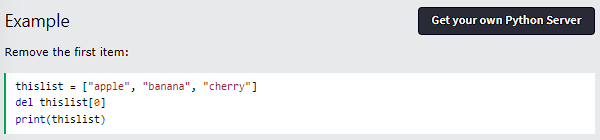 Example
Get your own Python Server
Remove the first item:
thislist = ["apple", "banana", "cherry"]
del thislist[0]
print(thislist)